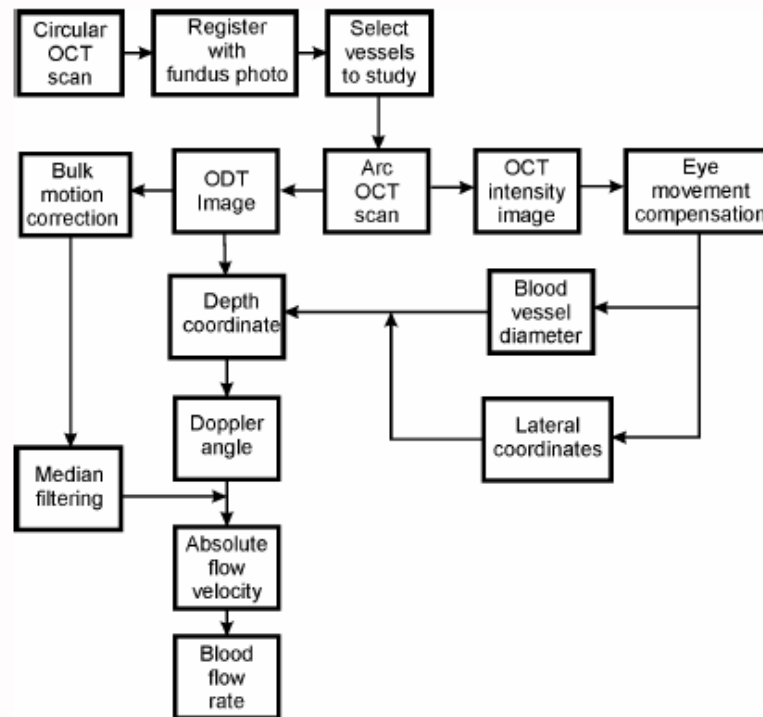 Circular
OCT
scan
Register
with
fundus photo
Select
vessels
to study
Bulk
motion
correction
ODT
Image
Arc
OCT
scan
OCT
intensity
image
Eye
movement
compensation
Depth
coordinate
Blood
vessel
diameter
Doppler
angle
Lateral
coordinates
Median
filtering
Absolute
flow
velocity
Blood
flow
rate